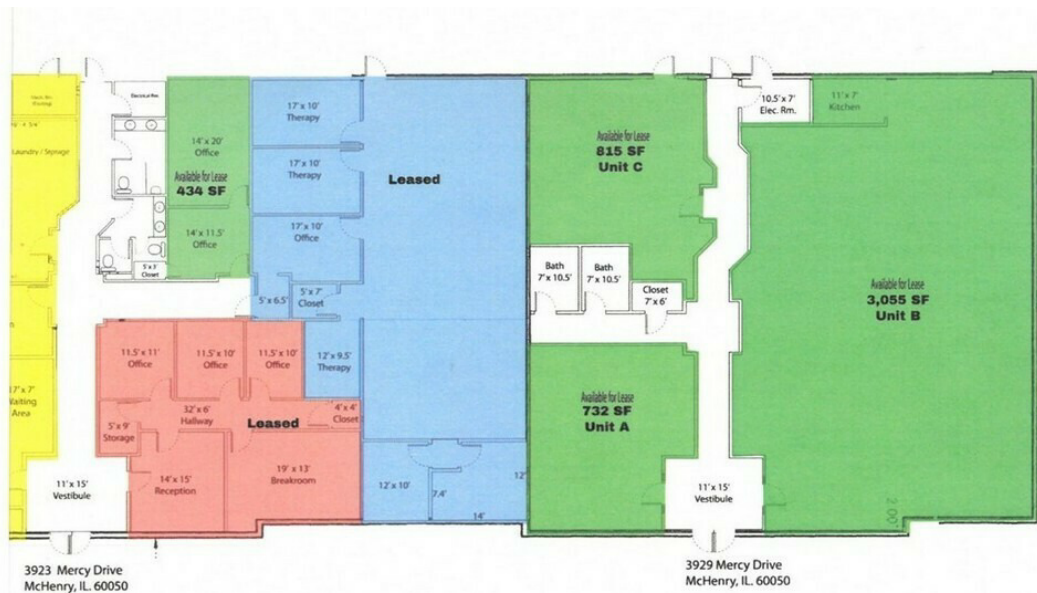 Laundry / Signage
17' x 7'
Waiting
Area
11' x 15'
Vestibule
3923 Mercy Drive
McHenry, IL. 60050
Electrical Rm.
5' x 3'
Closet
14' x 20'
Office
Available for Lease
434 SF
14' x 11.5'
Office
17' x 10'
Therapy
17' x 10'
Therapy
17' x 10'
Office
5' x 6.5'
5' x 7'
Closet
12' x 9.5'
Therapy
Leased
11.5' x 11'
Office
11.5' x 10'
Office
11.5' x 10'
Office
32' x 6'
Hallway
Leased
4' x 4'
Closet
5' x 9'
Storage
14' x 15'
Reception
19' x 13'
Breakroom
12' x 10'
7.4'
14'
12'
Available for Lease
815 SF
Unit C
Bath
7' x 10.5'
Bath
7' x 10.5'
Closet
7' x 6'
Available for Lease
732 SF
Unit A
10.5' x 7'
Elec. Rm.
11' x 7'
Kitchen
Available for Lease
3,055 SF
Unit B
11' x 15'
Vestibule
2.00'
3929 Mercy Drive
McHenry, IL. 60050